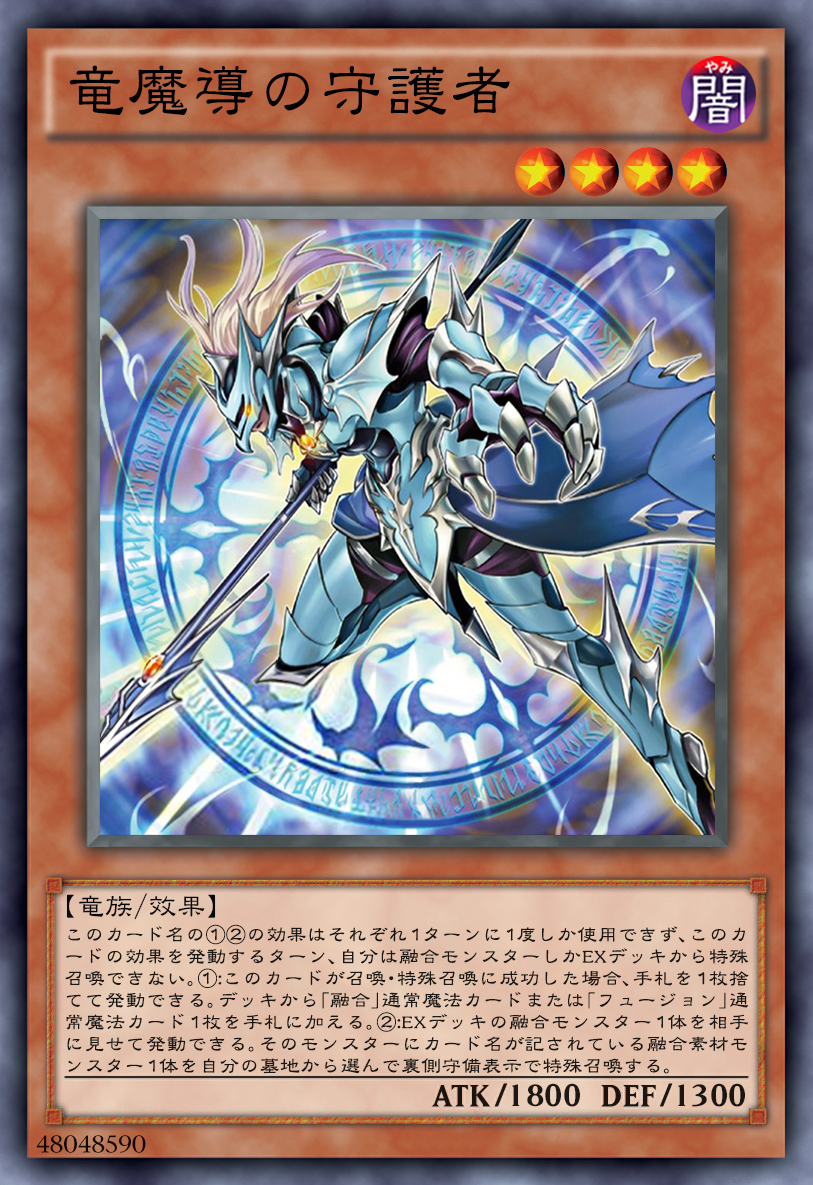 竜魔導の守護者
やみ
闇
【竜族/効果】
このカード名の①②の効果はそれぞれ1ターンに1度しか使用できず、このカ
ードの効果を発動するターン、自分は融合モンスターしかEXデッキから特殊
召喚できない。①:このカードが召喚・特殊召喚に成功した場合、手札を1枚捨
てて発動できる。デッキから「融合」通常魔法カードまたは「フュージョン」通
常魔法カード1枚を手札に加える。②:EXデッキの融合モンスター1体を相手
に見せて発動できる。そのモンスターにカード名が記されている融合素材モ
ンスター1体を自分の墓地から選んで裏側守備表示で特殊召喚する。
ATK/1800 DEF/1300
48048590